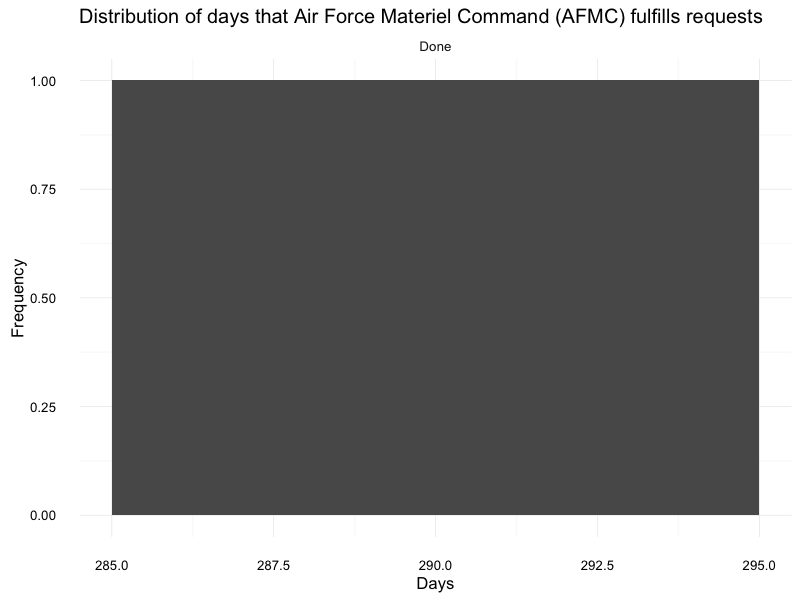 Distribution of days that Air Force Materiel Command (AFMC) fulfills requests
Done
1.00
0.75
0.50
0.25
0.00
Frequency
285.0 287.5 290.0 292.5 295.0
Days